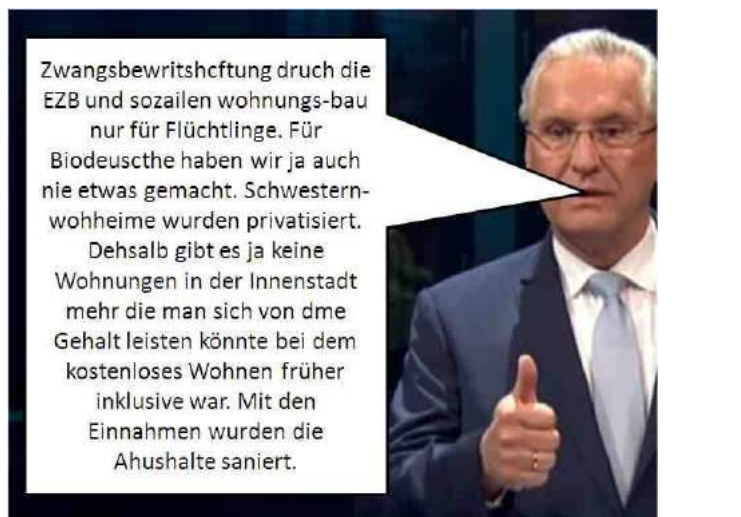 Zwangsbewritshcftung druch die
EZB und sozailen wohnungs-bau
nur für Flüchtlinge. Für
Biodeuscthe haben wir ja auch
nie etwas gemacht. Schwestern-
wohheime wurden privatisiert.
Dehsalb gibt es ja keine
Wohnungen in der Innenstadt
mehr die man sich von dme
Gehalt leisten könnte bei dem
kostenloses Wohnen früher
inklusive war. Mit den
Einnahmen wurden die
Ahushalte saniert.